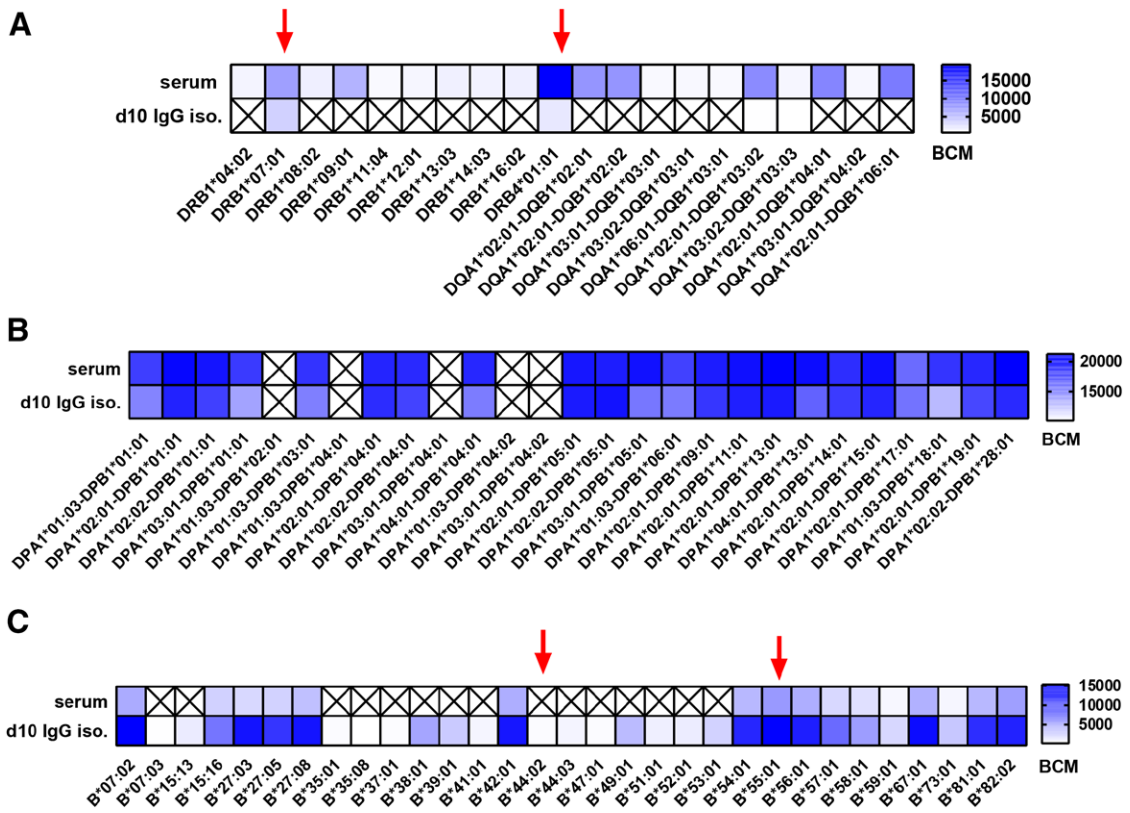 A
serum
d10 IgG iso.
15000
10000
5000
BCM
DRB1*04:02
DRB1*07:01
DRB1*08:02
DRB1*09:01
DRB1*11:04
DRB1*12:01
DRB1*13:03
DRB1*14:03
DRB1*16:02
DRB4*01:01
DQA1*02:01-DQB1*02:01
DQA1*02:01-DQB1*02:02
DQA1*03:01-DQB1*03:01
DQA1*03:02-DQB1*03:01
DQA1*06:01-DQB1*03:01
DQA1*02:01-DQB1*03:02
DQA1*03:02-DQB1*03:03
DQA1*02:01-DQB1*04:01
DQA1*03:01-DQB1*04:02
DQA1*02:01-DQB1*06:01
B
serum
d10 IgG iso.
20000
15000
BCM
DPA1*01:03-DPB1*01:01
DPA1*02:01-DPB1*01:01
DPA1*02:02-DPB1*01:01
DPA1*03:01-DPB1*01:01
DPA1*01:03-DPB1*02:01
DPA1*01:03-DPB1*03:01
DPA1*01:03-DPB1*04:01
DPA1*02:01-DPB1*04:01
DPA1*02:02-DPB1*04:01
DPA1*03:01-DPB1*04:01
DPA1*04:01-DPB1*04:01
DPA1*01:03-DPB1*04:02
DPA1*03:01-DPB1*04:02
DPA1*02:01-DPB1*05:01
DPA1*02:02-DPB1*05:01
DPA1*03:01-DPB1*05:01
DPA1*01:03-DPB1*06:01
DPA1*02:01-DPB1*09:01
DPA1*02:01-DPB1*11:01
DPA1*02:01-DPB1*13:01
DPA1*04:01-DPB1*13:01
DPA1*02:01-DPB1*14:01
DPA1*02:01-DPB1*15:01
DPA1*02:01-DPB1*17:01
DPA1*01:03-DPB1*18:01
DPA1*02:01-DPB1*19:01
DPA1*02:02-DPB1*28:01
C
serum
d10 IgG iso.
15000
10000
5000
BCM
B*07:02
B*07:03
B*15:13
B*15:16
B*27:03
B*27:05
B*27:08
B*35:01
B*35:08
B*37:01
B*38:01
B*39:01
B*41:01
B*42:01
B*44:02
B*44:03
B*47:01
B*49:01
B*51:01
B*52:01
B*53:01
B*54:01
B*55:01
B*56:01
B*57:01
B*58:01
B*59:01
B*67:01
B*73:01
B*81:01
B*82:02